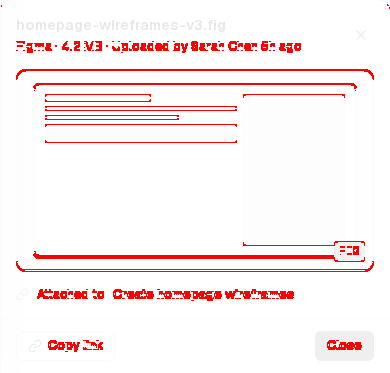 homepage-wireframes-v3.fig
Figma · 4.2 MB · Uploaded by Sarah Chen 5h ago
FIG
Attached to Create homepage wireframes
Copy link
Close